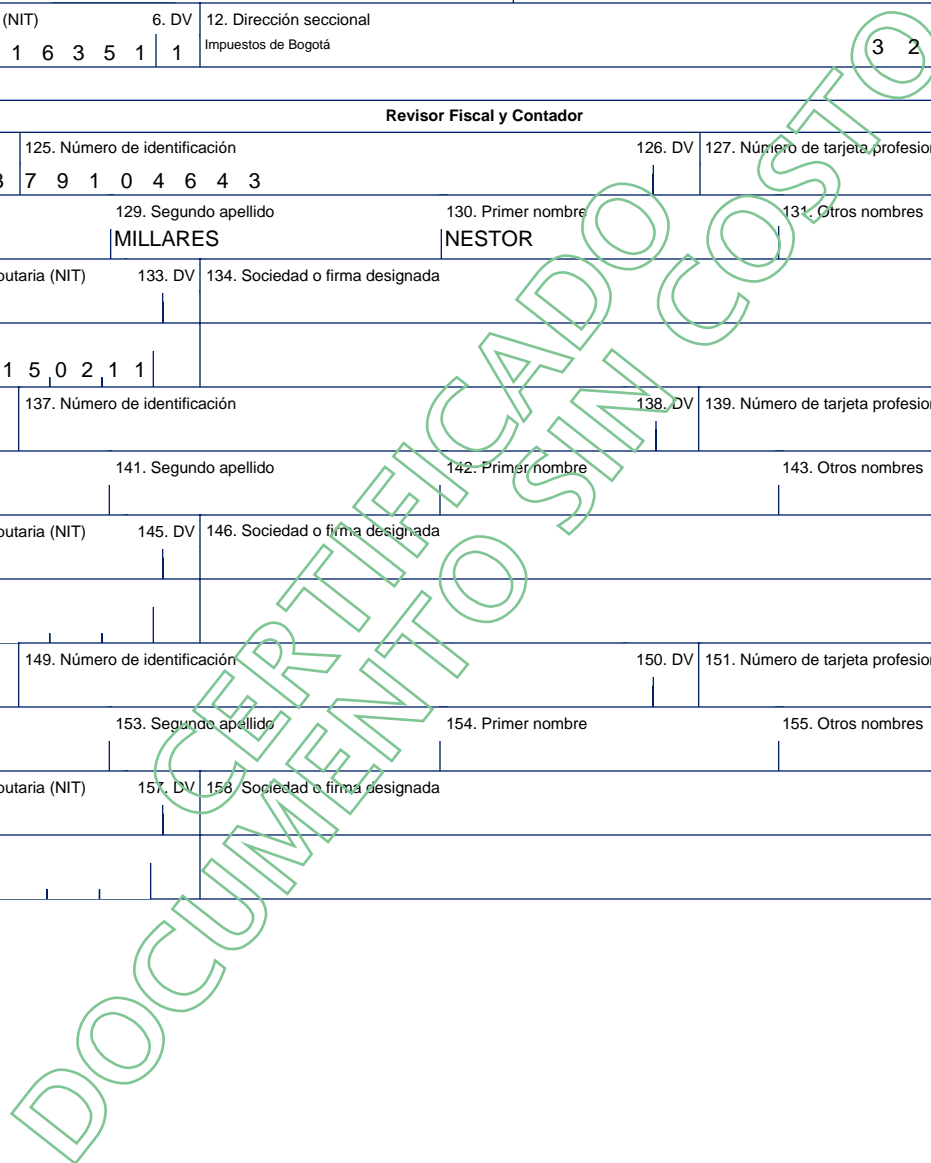 (NIT) 6. DV 12. Dirección seccional
1 6 3 5 1 1 Impuestos de Bogotá 3 2
Revisor Fiscal y Contador
125. Número de identificación 126. DV 127. Número de tarjeta profesion
7 9 1 0 4 6 4 3
129. Segundo apellido 130. Primer nombre 131. Otros nombres
MILLARES NESTOR
butaria (NIT) 133. DV 134. Sociedad o firma designada
1 5 0 2 1 1
137. Número de identificación 138. DV 139. Número de tarjeta profesion
141. Segundo apellido 142. Primer nombre 143. Otros nombres
butaria (NIT) 145. DV 146. Sociedad o firma designada
149. Número de identificación 150. DV 151. Número de tarjeta profesion
153. Segundo apellido 154. Primer nombre 155. Otros nombres
butaria (NIT) 157. DV 158. Sociedad o firma designada
CERTIFICADO
DOCUMENTO SIN COSTO